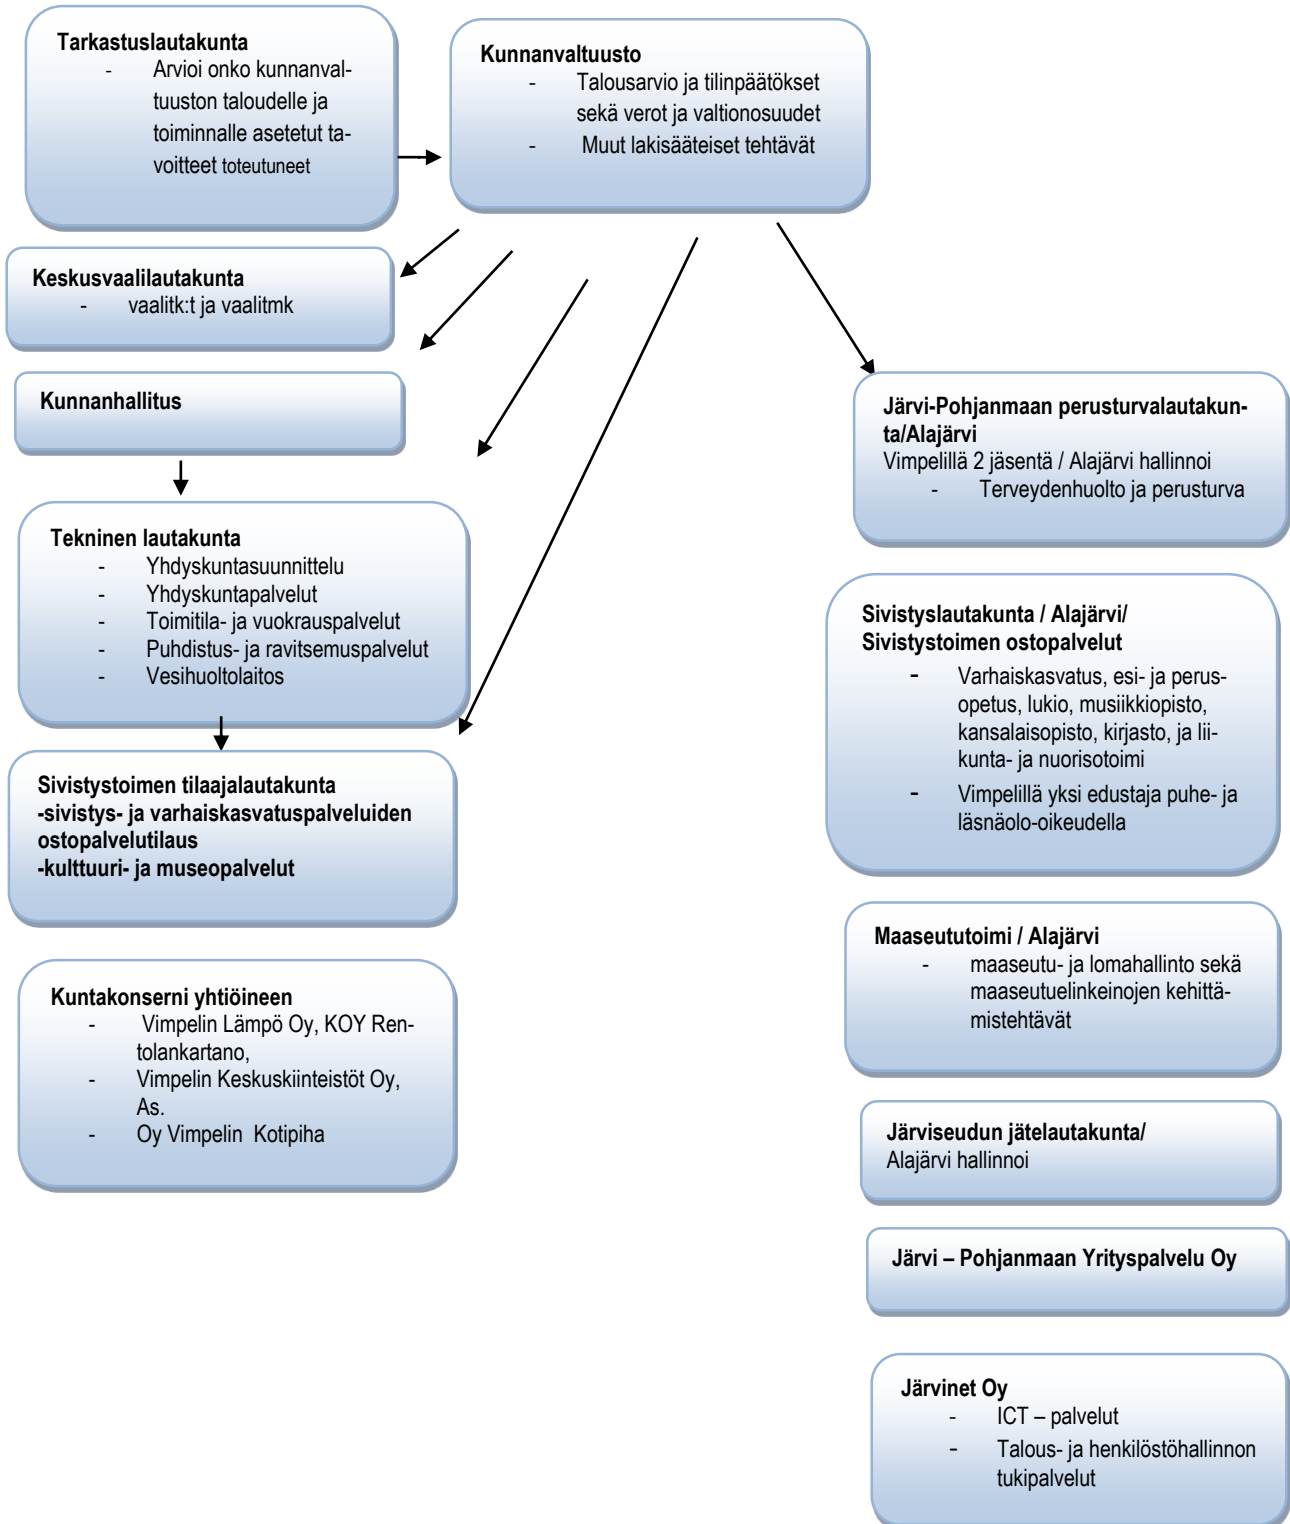 Tarkastuslautakunta
- Arvioi onko kunnanval-
tuuston taloudelle ja
toiminnalle asetetut ta-
voitteet toteutuneet
Kunnanvaltuusto
- Talousarvio ja tilinpäätökset
sekä verot ja valtionosuudet
- Muut lakisääteiset tehtävät
Keskusvaalilautakunta
- vaalitk:t ja vaalitmk
Kunnanhallitus
Tekninen lautakunta
- Yhdyskuntasuunnittelu
- Yhdyskuntapalvelut
- Toimitila- ja vuokrauspalvelut
- Puhdistus- ja ravitsemuspalvelut
- Vesihuoltolaitos
Sivistystoimen tilaajalautakunta
-sivistys- ja varhaiskasvatuspalveluiden
ostopalvelutilaus
-kulttuuri- ja museopalvelut
Kuntakonserni yhtiöineen
- Vimpelin Lämpö Oy, KOY Ren-
tolankartano,
- Vimpelin Keskuskiinteistöt Oy,
As.
- Oy Vimpelin Kotipiha
Järvi-Pohjanmaan perusturvalautakun-
ta/Alajärvi
Vimpelillä 2 jäsentä / Alajärvi hallinnoi
- Terveydenhuolto ja perusturva
Sivistyslautakunta / Alajärvi/
Sivistystoimen ostopalvelut
- Varhaiskasvatus, esi- ja perus-
opetus, lukio, musiikkiopisto,
kansalaisopisto, kirjasto, ja lii-
kunta- ja nuorisotoimi
- Vimpelillä yksi edustaja puhe- ja
läsnäolo-oikeudella
Maaseututoimi / Alajärvi
- maaseutu- ja lomahallinto sekä
maaseutuelinkeinojen kehittä-
mistehtävät
Järviseudun jätelautakunta/
Alajärvi hallinnoi
Järvi – Pohjanmaan Yrityspalvelu Oy
Järvinet Oy
- ICT – palvelut
- Talous- ja henkilöstöhallinnon
tukipalvelut